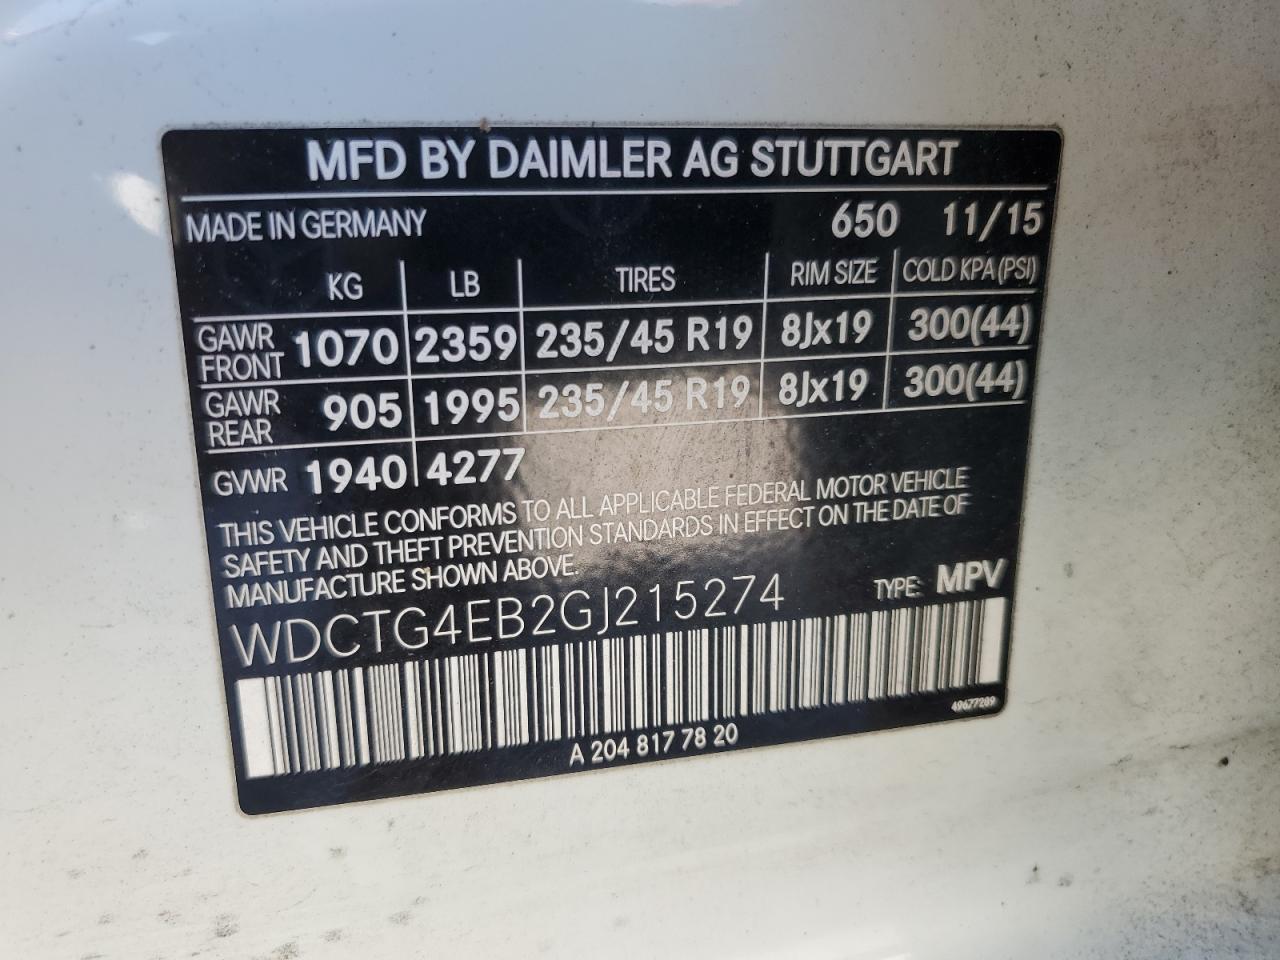 MFD BY DAIMLER AG STUTTGART
MADE IN GERMANY 650 11/15
KG LB TIRES RIM SIZE COLD KPA (PSI)
GAWR FRONT 1070 2359 235/45 R19 8Jx19 300(44)
GAWR REAR 905 1995 235/45 R19 8Jx19 300(44)
GVWR 1940 4277
THIS VEHICLE CONFORMS TO ALL APPLICABLE FEDERAL MOTOR VEHICLE
SAFETY AND THEFT PREVENTION STANDARDS IN EFFECT ON THE DATE OF
MANUFACTURE SHOWN ABOVE.
WDCTG4EB2GJ215274 TYPE: MPV
49677209
A 204 817 78 20